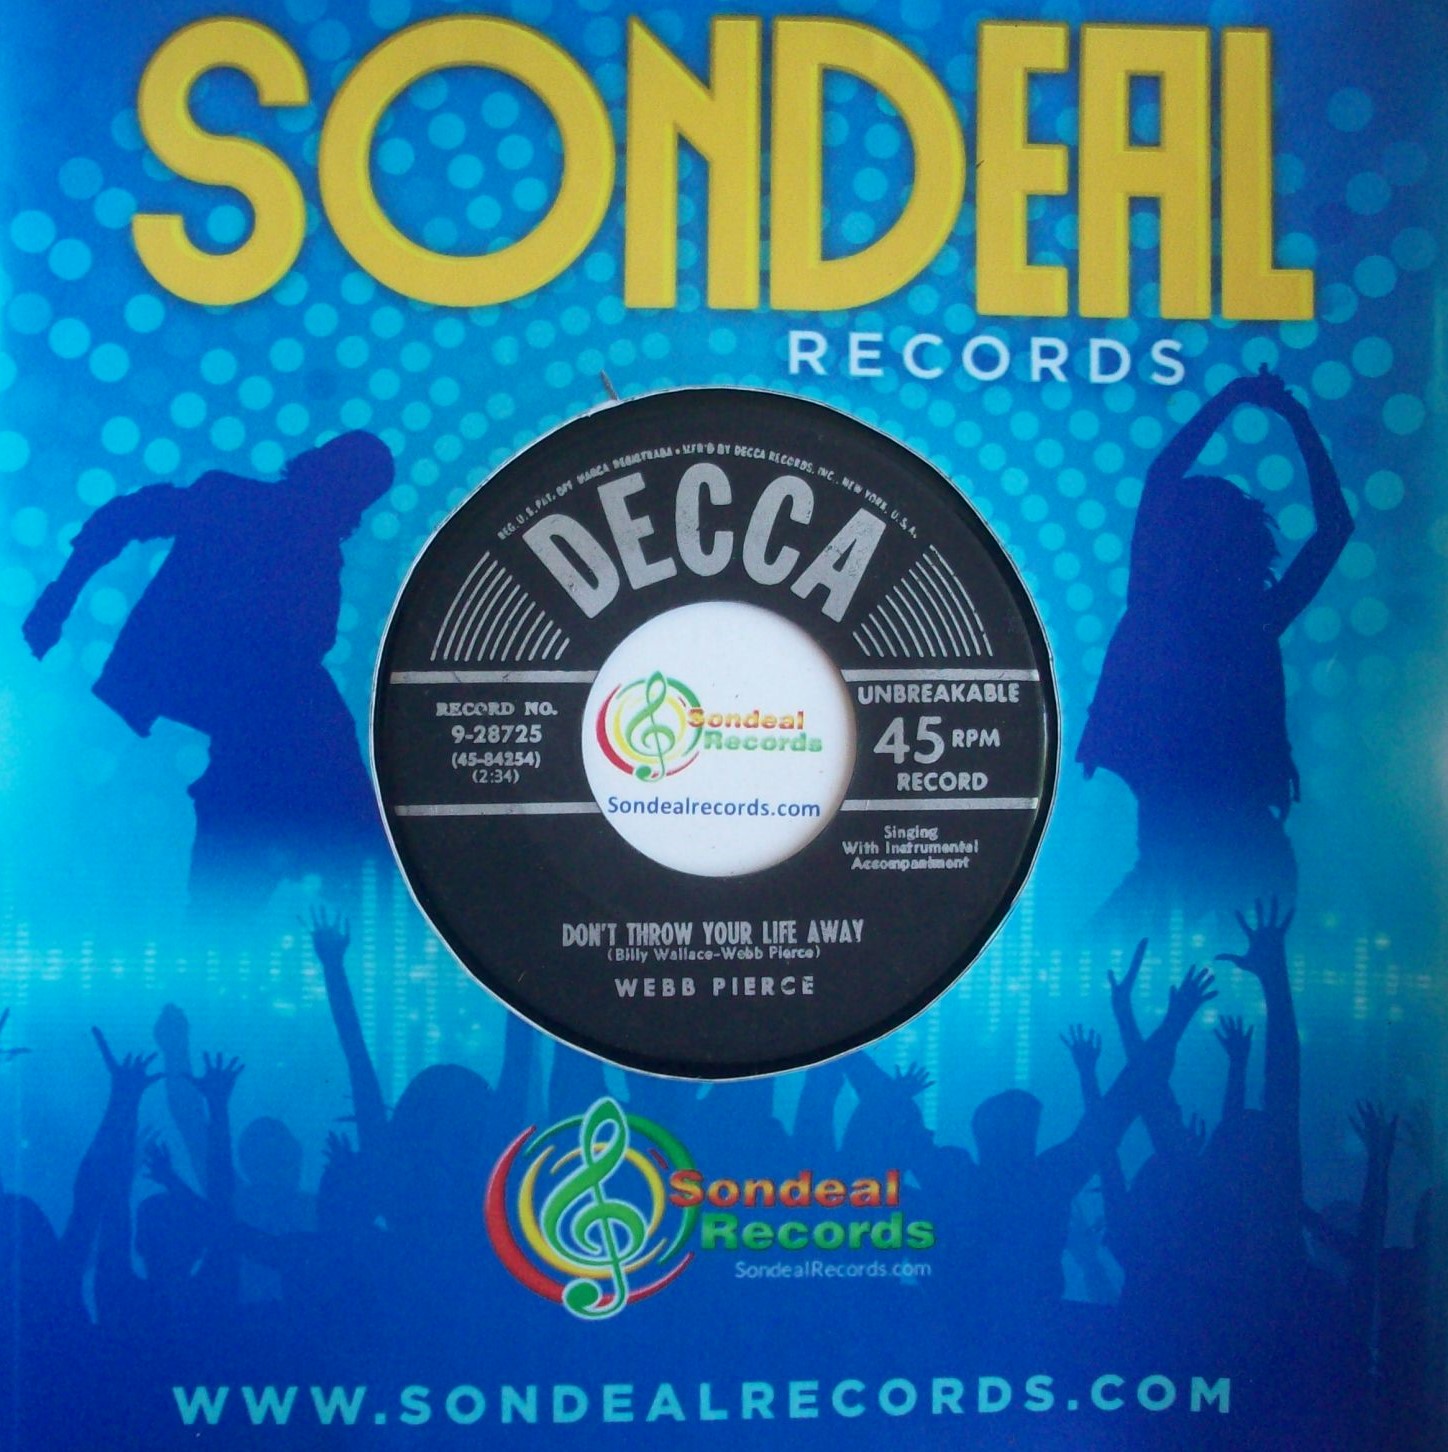 SONDEAL
RECORDS
REG. U.S. PAT. OFF MARCA REGISTRADA • M'F'R'D BY DECCA RECORDS, INC., NEW YORK, U.S.A.
DECCA
RECORD NO.
9-28725
(45-84254)
(2:34)
UNBREAKABLE
45 RPM
RECORD
Sondeal
Records
Sondealrecords.com
Singing
With Instrumental
Accompaniment
DON'T THROW YOUR LIFE AWAY
(Billy Wallace-Webb Pierce)
WEBB PIERCE
Sondeal
Records
SondealRecords.com
WWW.SONDEALRECORDS.COM